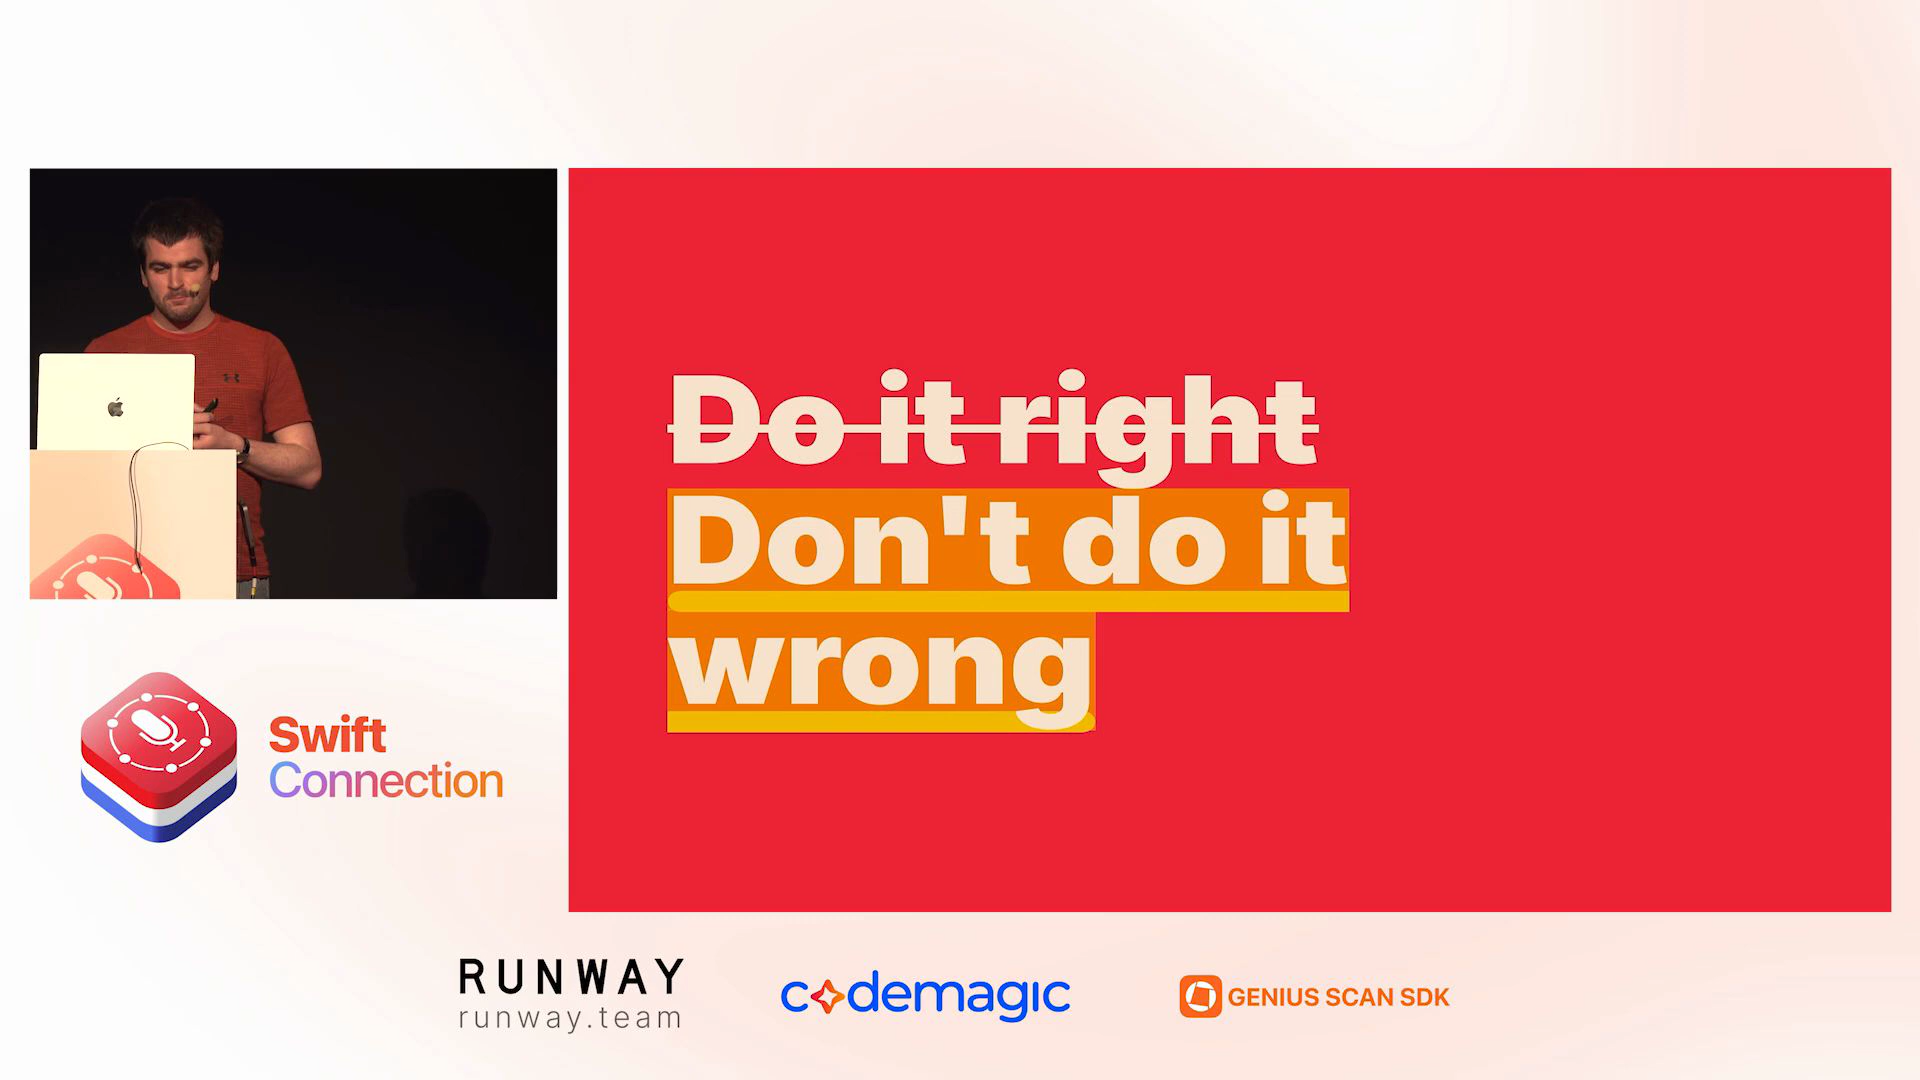 Do it right
Don't do it
wrong
Swift
Connection
RUNWAY
runway.team
codemagic
GENIUS SCAN SDK